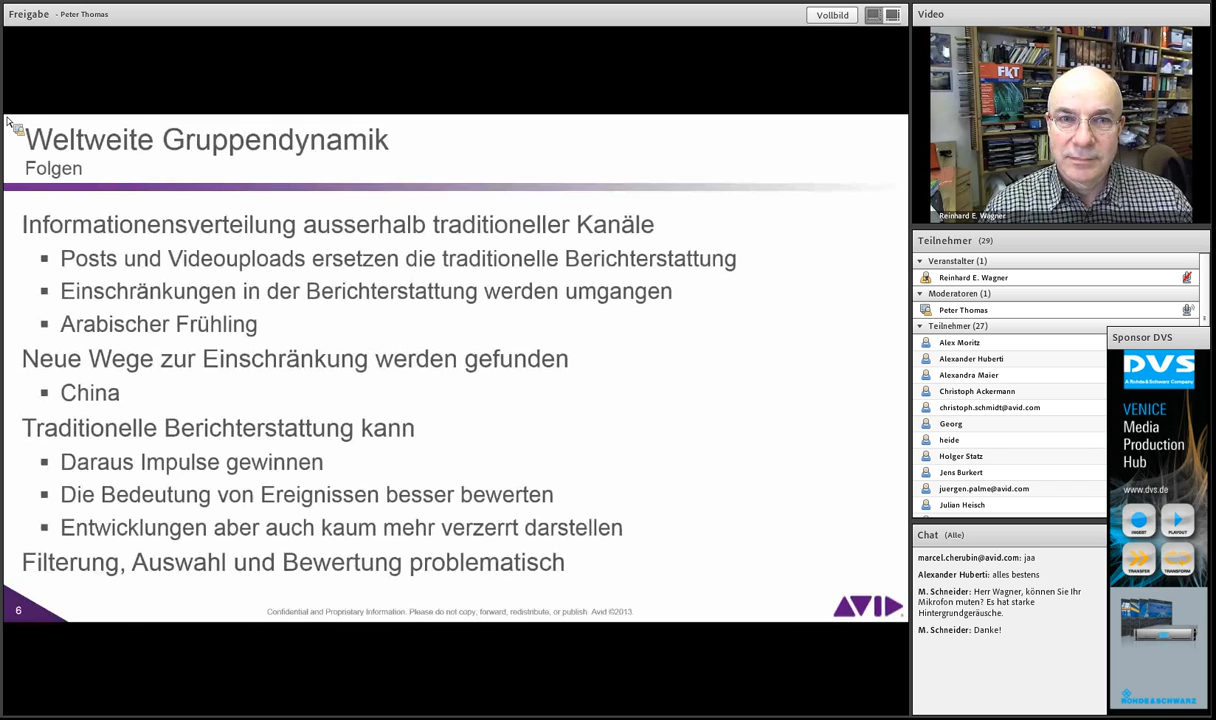 Freigabe - Peter Thomas
Vollbild
Weltweite Gruppendynamik
Folgen
Informationensverteilung ausserhalb traditioneller Kanäle
▪ Posts und Videouploads ersetzen die traditionelle Berichterstattung
▪ Einschränkungen in der Berichterstattung werden umgangen
▪ Arabischer Frühling
Neue Wege zur Einschränkung werden gefunden
▪ China
Traditionelle Berichterstattung kann
▪ Daraus Impulse gewinnen
▪ Die Bedeutung von Ereignissen besser bewerten
▪ Entwicklungen aber auch kaum mehr verzerrt darstellen
Filterung, Auswahl und Bewertung problematisch
6
Confidential and Proprietary Information. Please do not copy, forward, redistribute, or publish. Avid ©2013.
AVID
Video
FKT
Reinhard E. Wagner
Teilnehmer (29)
Veranstalter (1)
Reinhard E. Wagner
Moderatoren (1)
Peter Thomas
Teilnehmer (27)
Alex Moritz
Alexander Huberti
Alexandra Maier
Christoph Ackermann
christoph.schmidt@avid.com
Georg
heide
Holger Statz
Jens Burkert
juergen.palme@avid.com
Julian Heisch
Chat (Alle)
marcel.cherubin@avid.com: jaa
Alexander Huberti: alles bestens
M. Schneider: Herr Wagner, können Sie Ihr
Mikrofon muten? Es hat starke
Hintergrundgeräusche.
M. Schneider: Danke!
Sponsor DVS
DVS
A Rohde&Schwarz Company
VENICE
Media
Production
Hub
www.dvs.de
INGEST
PLAYOUT
TRANSFER
TRANSFORM
ROHDE&SCHWARZ